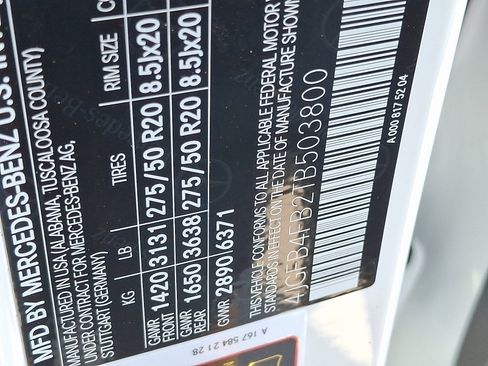 MFD BY MERCEDES-BENZ U.S. IN
MANUFACTURED IN USA (ALABAMA, TUSCALOOSA COUNTY)
UNDER CONTRACT FOR MERCEDES-BENZ AG,
STUTTGART (GERMANY)
KG LB TIRES RIM SIZE
GAWR FRONT 1420 3131 275/50 R20 8.5Jx20
GAWR REAR 1650 3638 275/50 R20 8.5Jx20
GVWR 2890 6371
THIS VEHICLE CONFORMS TO ALL APPLICABLE FEDERAL MOTOR
STANDARDS IN EFFECT ON THE DATE OF MANUFACTURE SHOWN
4JGFB4FB2TB503800
A 000 817 52 04
A 167 584 21 28